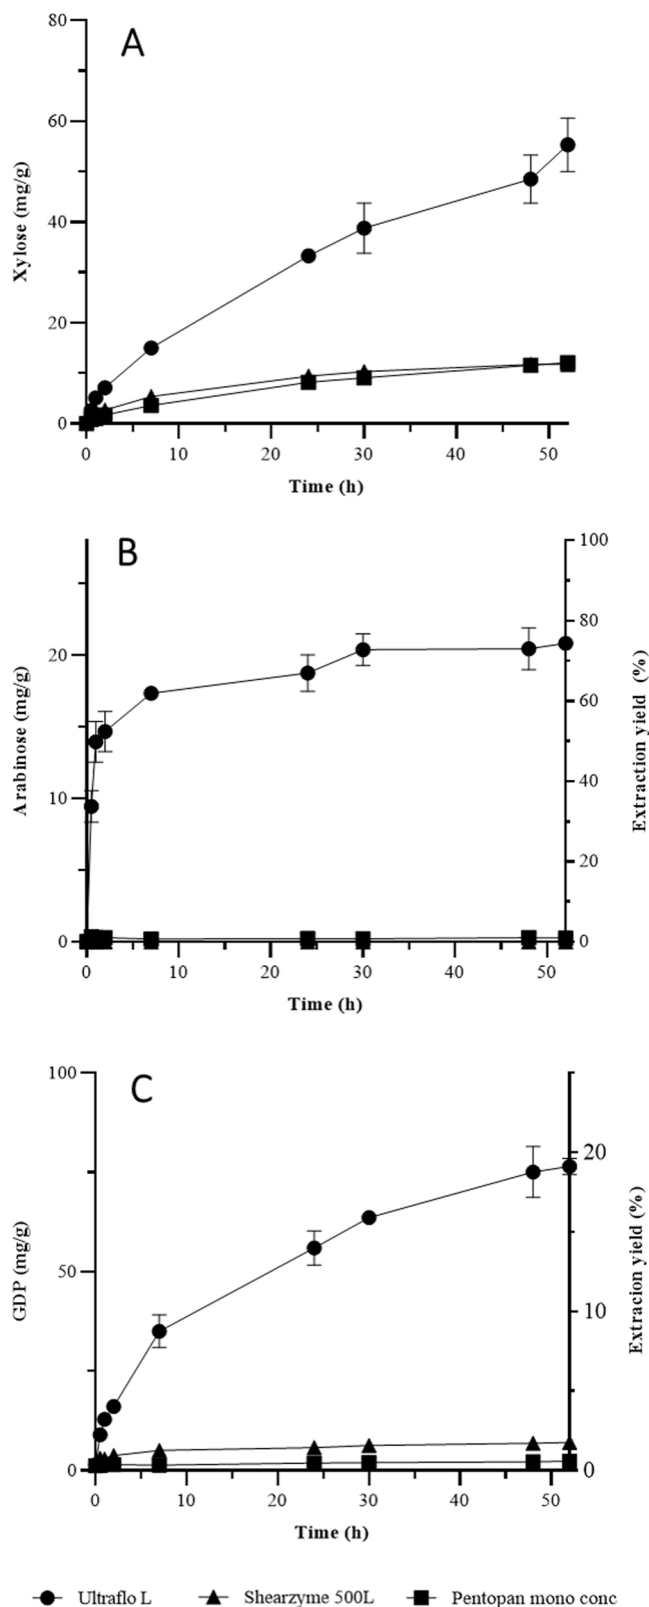 A
80
60
40
20
0
Xylose (mg/g)
0 10 20 30 40 50
Time (h)
B
20
10
0
Arabinose (mg/g)
100
80
60
40
20
0
Extraction yield (%)
0 10 20 30 40 50
Time (h)
C
100
50
0
GDP (mg/g)
20
10
0
Extracion yield (%)
0 10 20 30 40 50
Time (h)
Ultraflo L Shearzyme 500L Pentopan mono conc